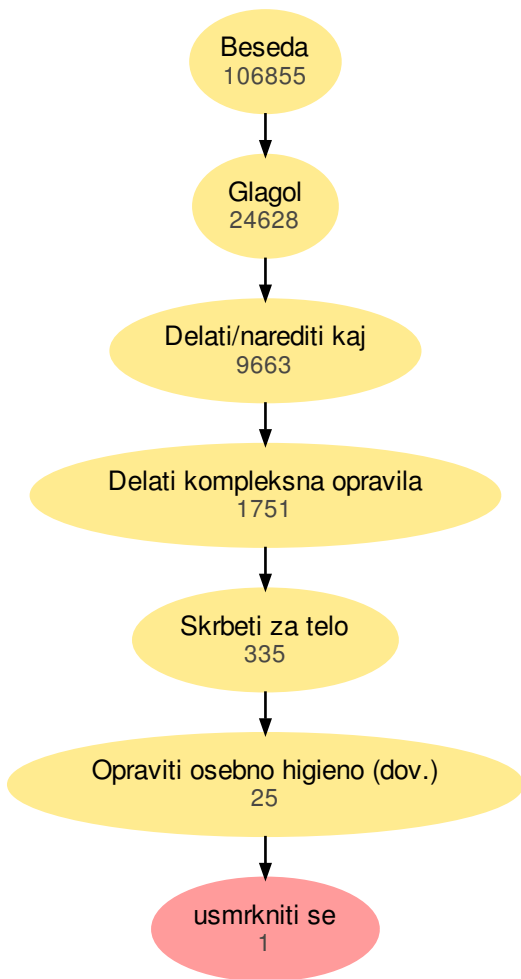 Beseda
106855
Glagol
24628
Delati/narediti kaj
9663
Delati kompleksna opravila
1751
Skrbeti za telo
335
Opraviti osebno higieno (dov.)
25
usmrkniti se
1